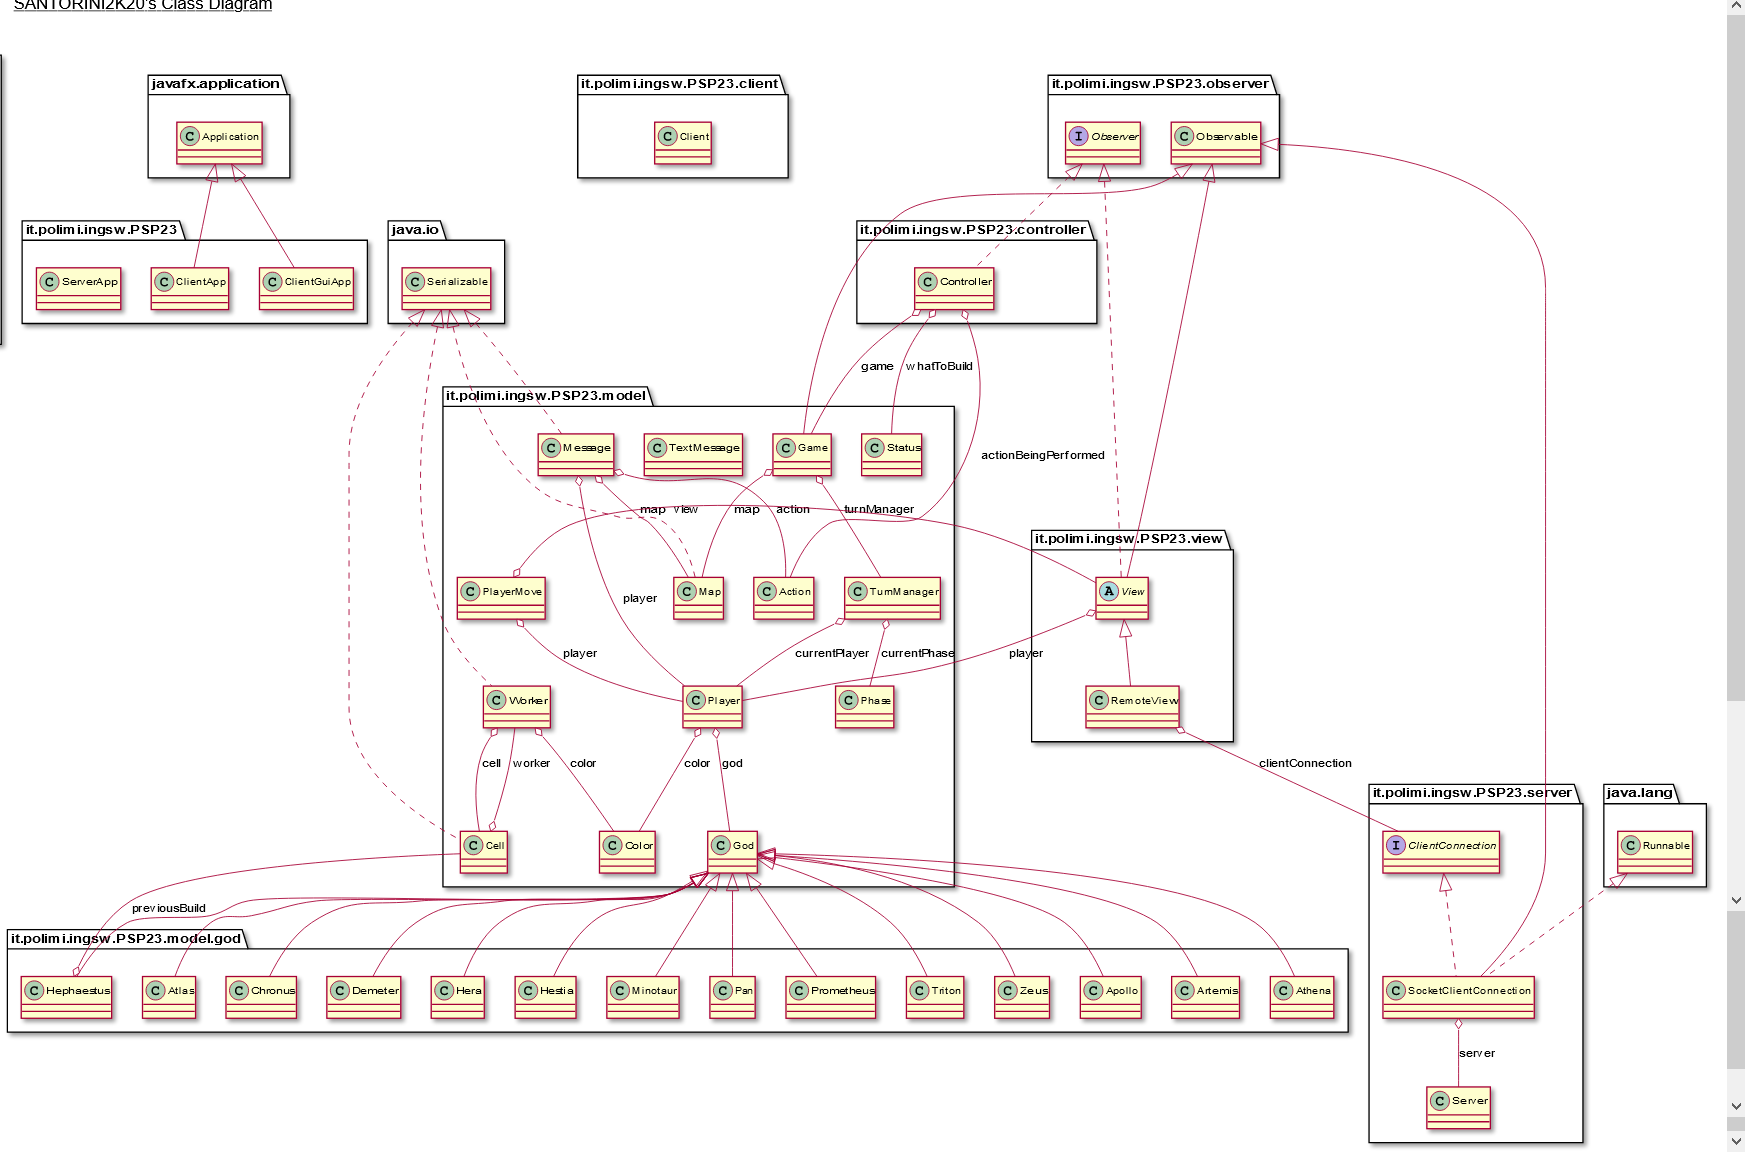 SANTORINI2K20's Class Diagram
javafx.application
C Application
it.polimi.ingsw.PSP23.client
C Client
it.polimi.ingsw.PSP23.observer
I Observer
C Observable
it.polimi.ingsw.PSP23
C ServerApp
C ClientApp
C ClientGuiApp
java.io
C Serializable
it.polimi.ingsw.PSP23.controller
C Controller
game
whatToBuild
it.polimi.ingsw.PSP23.model
C Message
C TextMessage
C Game
C Status
actionBeingPerformed
map
view
map
action
turnManager
it.polimi.ingsw.PSP23.view
C PlayerMove
C Map
C Action
C TurnManager
A View
player
player
currentPlayer
currentPhase
player
C Worker
C Player
C Phase
C RemoteView
cell
worker
color
color
god
clientConnection
it.polimi.ingsw.PSP23.server
java.lang
C Cell
C Color
C God
I ClientConnection
C Runnable
previousBuild
it.polimi.ingsw.PSP23.model.god
C Hephaestus
C Atlas
C Chronus
C Demeter
C Hera
C Hestia
C Minotaur
C Pan
C Prometheus
C Triton
C Zeus
C Apollo
C Artemis
C Athena
C SocketClientConnection
server
C Server